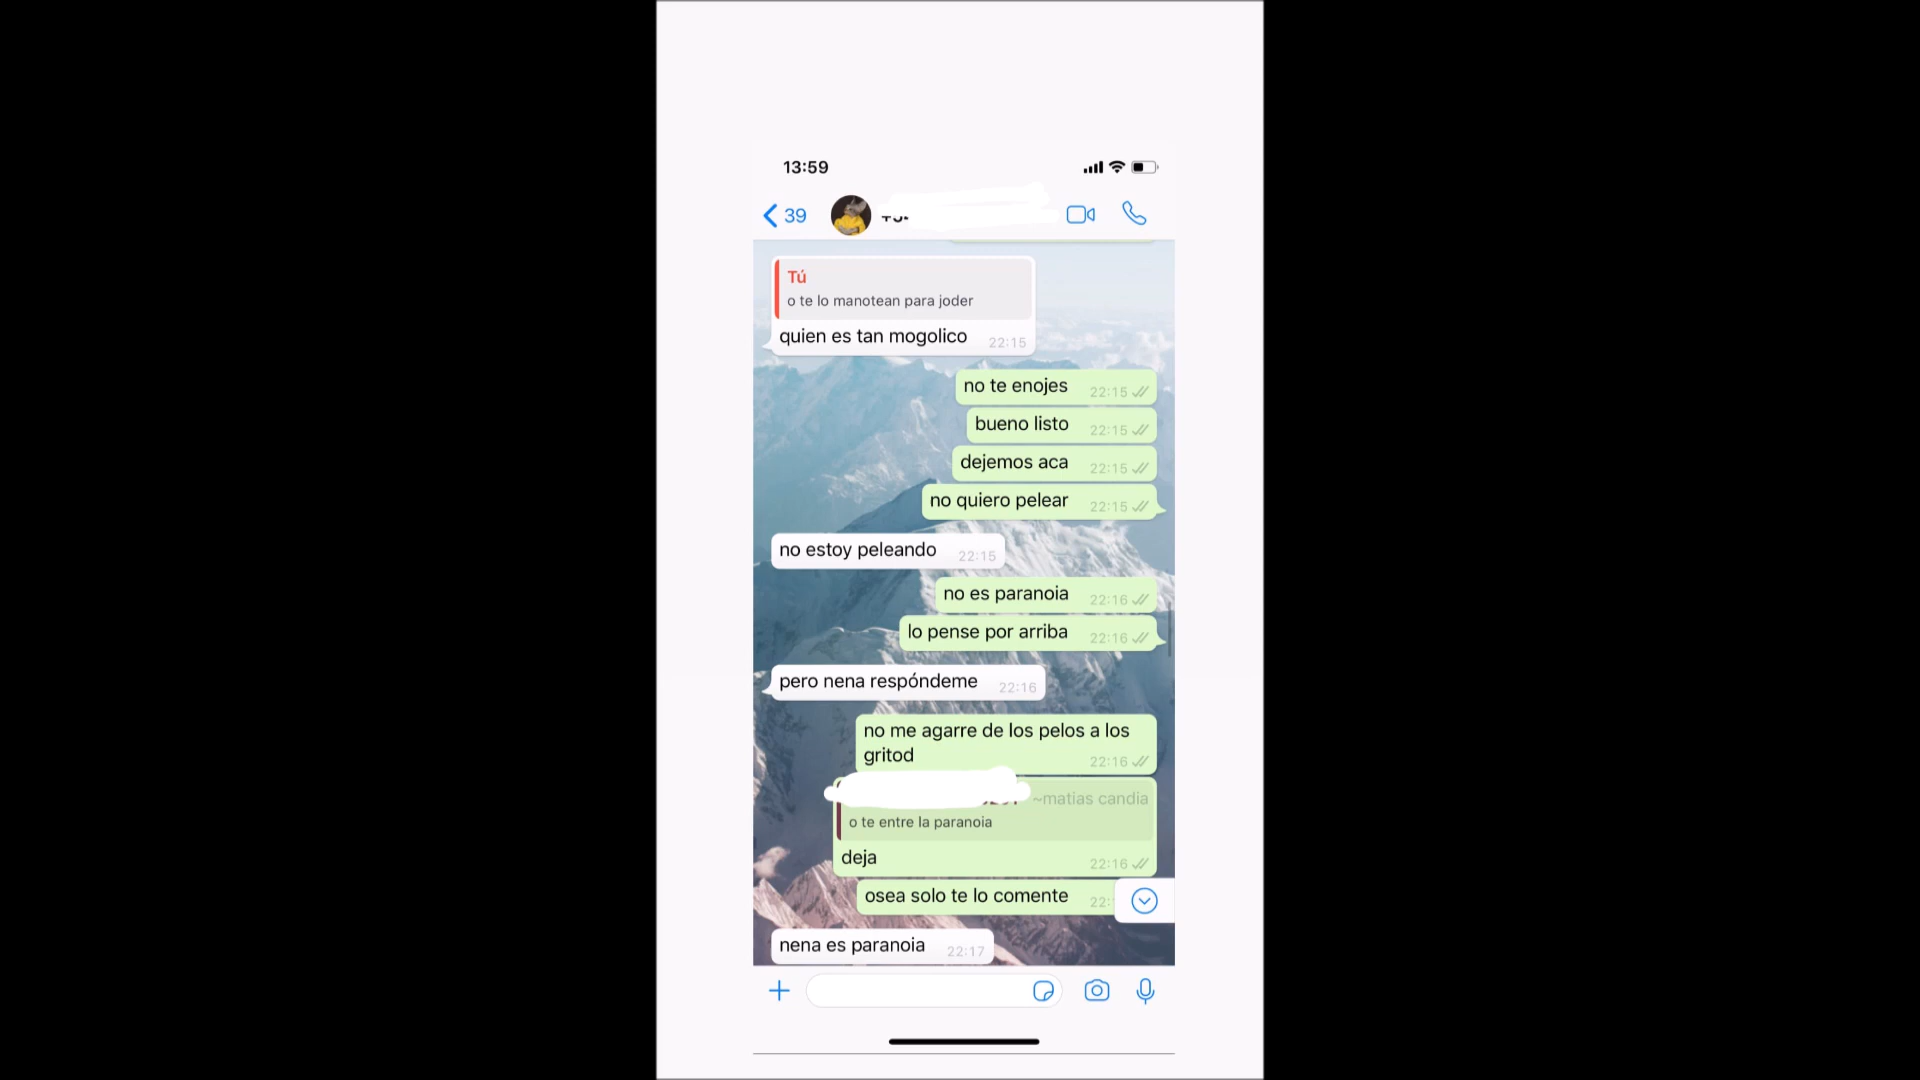 13:59
39
Tú
o te lo manotean para joder
quien es tan mogolico 22:15
no te enojes 22:15
bueno listo 22:15
dejemos aca 22:15
no quiero pelear 22:15
no estoy peleando 22:15
no es paranoia 22:16
lo pense por arriba 22:16
pero nena respóndeme 22:16
no me agarre de los pelos a los
gritod 22:16
~matias candia
o te entre la paranoia
deja 22:16
osea solo te lo comente 22:
nena es paranoia 22:17